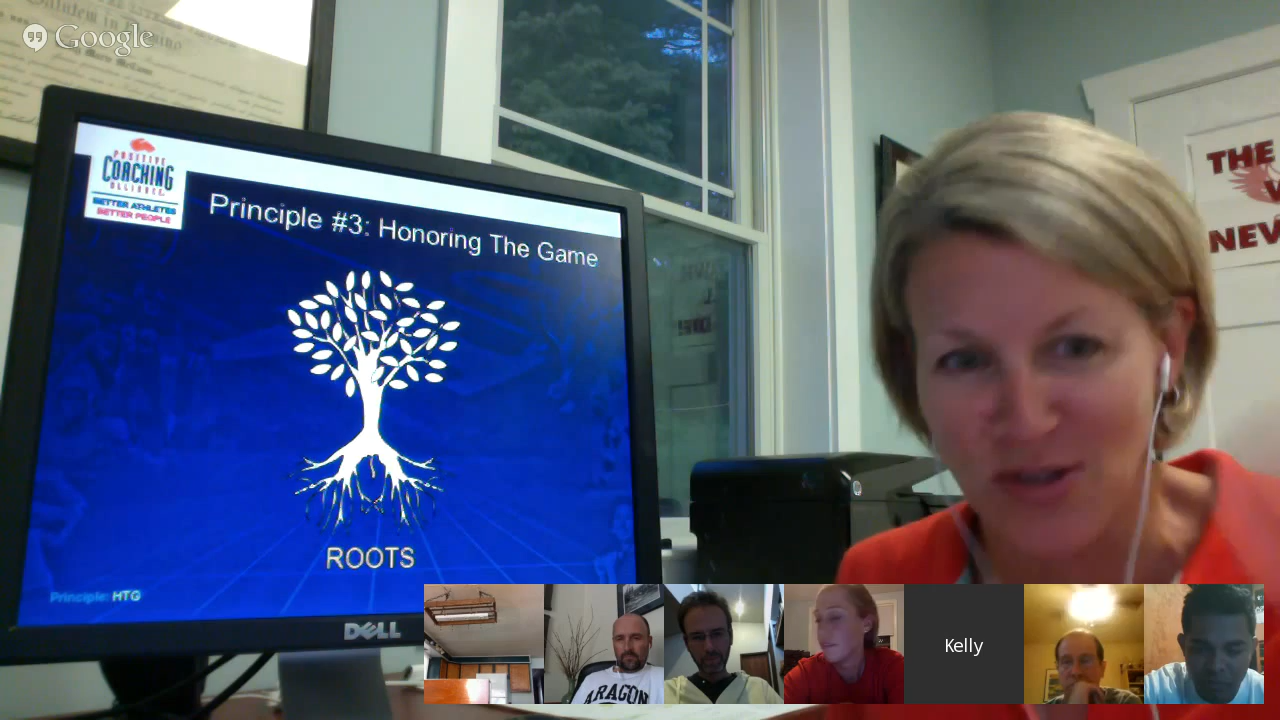 Google
POSITIVE
COACHING
ALLIANCE
BETTER ATHLETES
BETTER PEOPLE
Principle #3: Honoring The Game
ROOTS
Principle: HTG
DELL
THE
NEV
ARAGON
Kelly